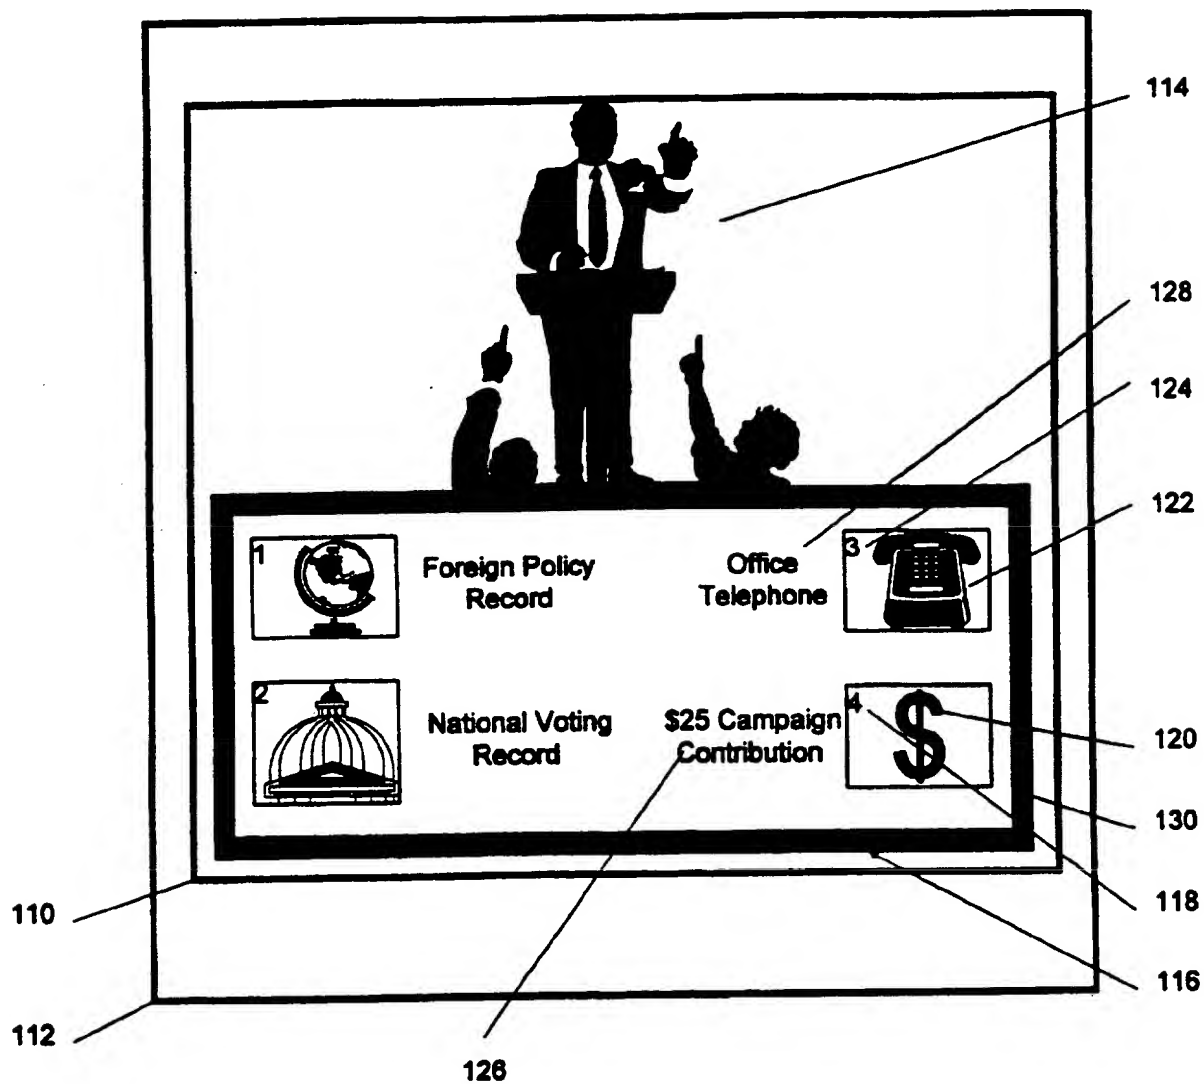 114
128
124
122
1
Foreign Policy
Record
Office
Telephone
3
2
National Voting
Record
$25 Campaign
Contribution
4
$
120
130
118
116
110
112
126